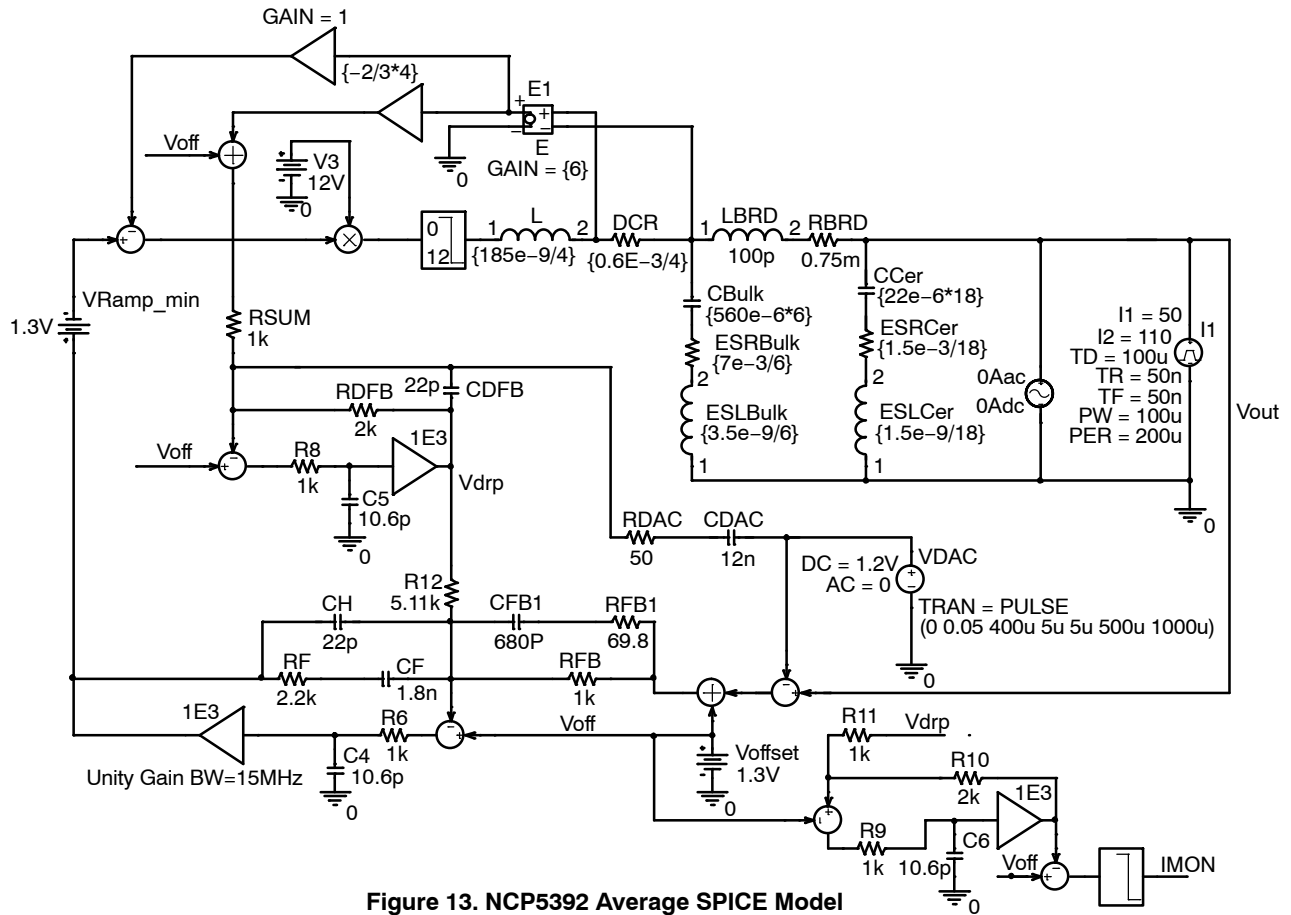 GAIN = 1
{−2/3*4}
E1
+
+
−
−
E
GAIN = {6}
0
Voff
+
V3
12V
0
+
−
×
0
12
1
L
2
{185e−9/4}
DCR
{0.6E−3/4}
1
LBRD
2
100p
RBRD
0.75m
CBulk
{560e−6*6}
ESRBulk
{7e−3/6}
2
ESLBulk
{3.5e−9/6}
1
CCer
{22e−6*18}
ESRCer
{1.5e−3/18}
2
ESLCer
{1.5e−9/18}
1
0Aac
0Adc
I1 = 50
I2 = 110
TD = 100u
TR = 50n
TF = 50n
PW = 100u
PER = 200u
I1
Vout
0
VRamp_min
1.3V
RSUM
1k
22p
CDFB
RDFB
2k
Voff
+
−
R8
1k
1E3
C5
10.6p
0
Vdrp
RDAC
50
CDAC
12n
DC = 1.2V
AC = 0
VDAC
+
−
TRAN = PULSE
(0 0.05 400u 5u 5u 500u 1000u)
0
R12
5.11k
CH
22p
CFB1
680P
RFB1
69.8
RF
2.2k
CF
1.8n
RFB
1k
+
−
+
1E3
Unity Gain BW=15MHz
R6
1k
C4
10.6p
0
−
+
Voff
Voffset
1.3V
0
R11
1k
Vdrp
R10
2k
+
R9
1k
1E3
C6
10.6p
0
Voff
+
−
IMON
Figure 13. NCP5392 Average SPICE Model